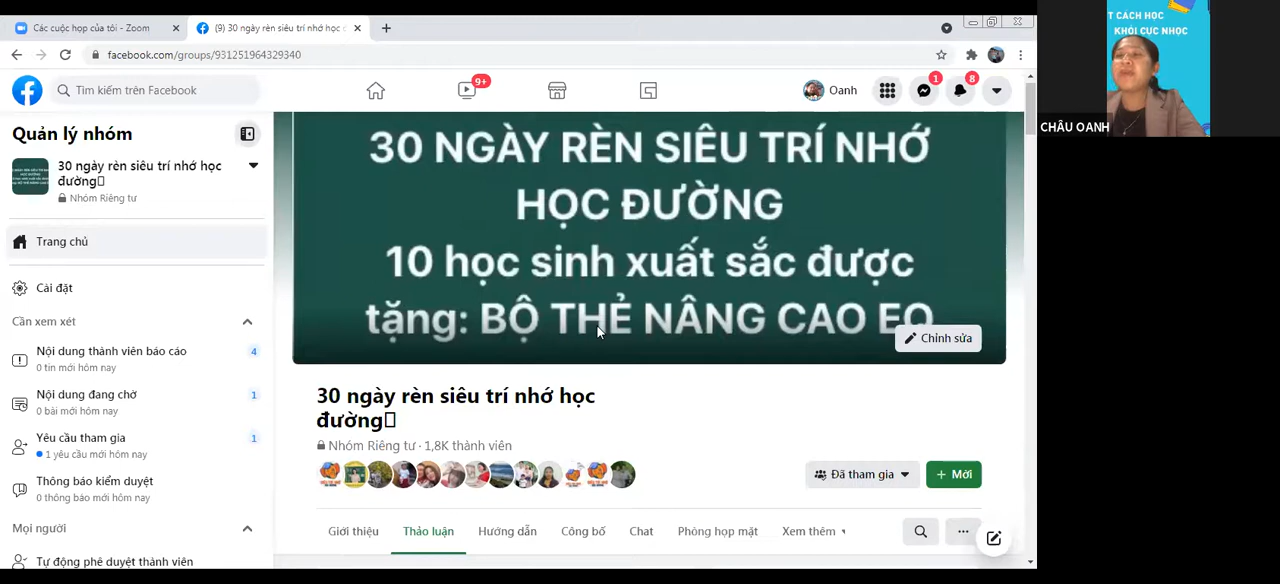 Các cuộc họp của tôi - Zoom
(9) 30 ngày rèn siêu trí nhớ học
facebook.com/groups/931251964329340
T CÁCH HỌC
KHỎI CỰC NHỌC
CHÂU OANH
Tìm kiếm trên Facebook
9+
Oanh
1
8
Quản lý nhóm
30 ngày rèn siêu trí nhớ học
đường
Nhóm Riêng tư
Trang chủ
Cài đặt
Cần xem xét
Nội dung thành viên báo cáo
4
0 tin mới hôm nay
Nội dung đang chờ
1
0 bài mới hôm nay
Yêu cầu tham gia
1
1 yêu cầu mới hôm nay
Thông báo kiểm duyệt
0 thông báo mới hôm nay
Mọi người
Tự động phê duyệt thành viên
30 NGÀY RÈN SIÊU TRÍ NHỚ
HỌC ĐƯỜNG
10 học sinh xuất sắc được
tặng: BỘ THẺ NÂNG CAO EQ
Chỉnh sửa
30 ngày rèn siêu trí nhớ học
đường
Nhóm Riêng tư · 1,8K thành viên
Đã tham gia
+ Mời
Giới thiệu
Thảo luận
Hướng dẫn
Công bố
Chat
Phòng họp mặt
Xem thêm